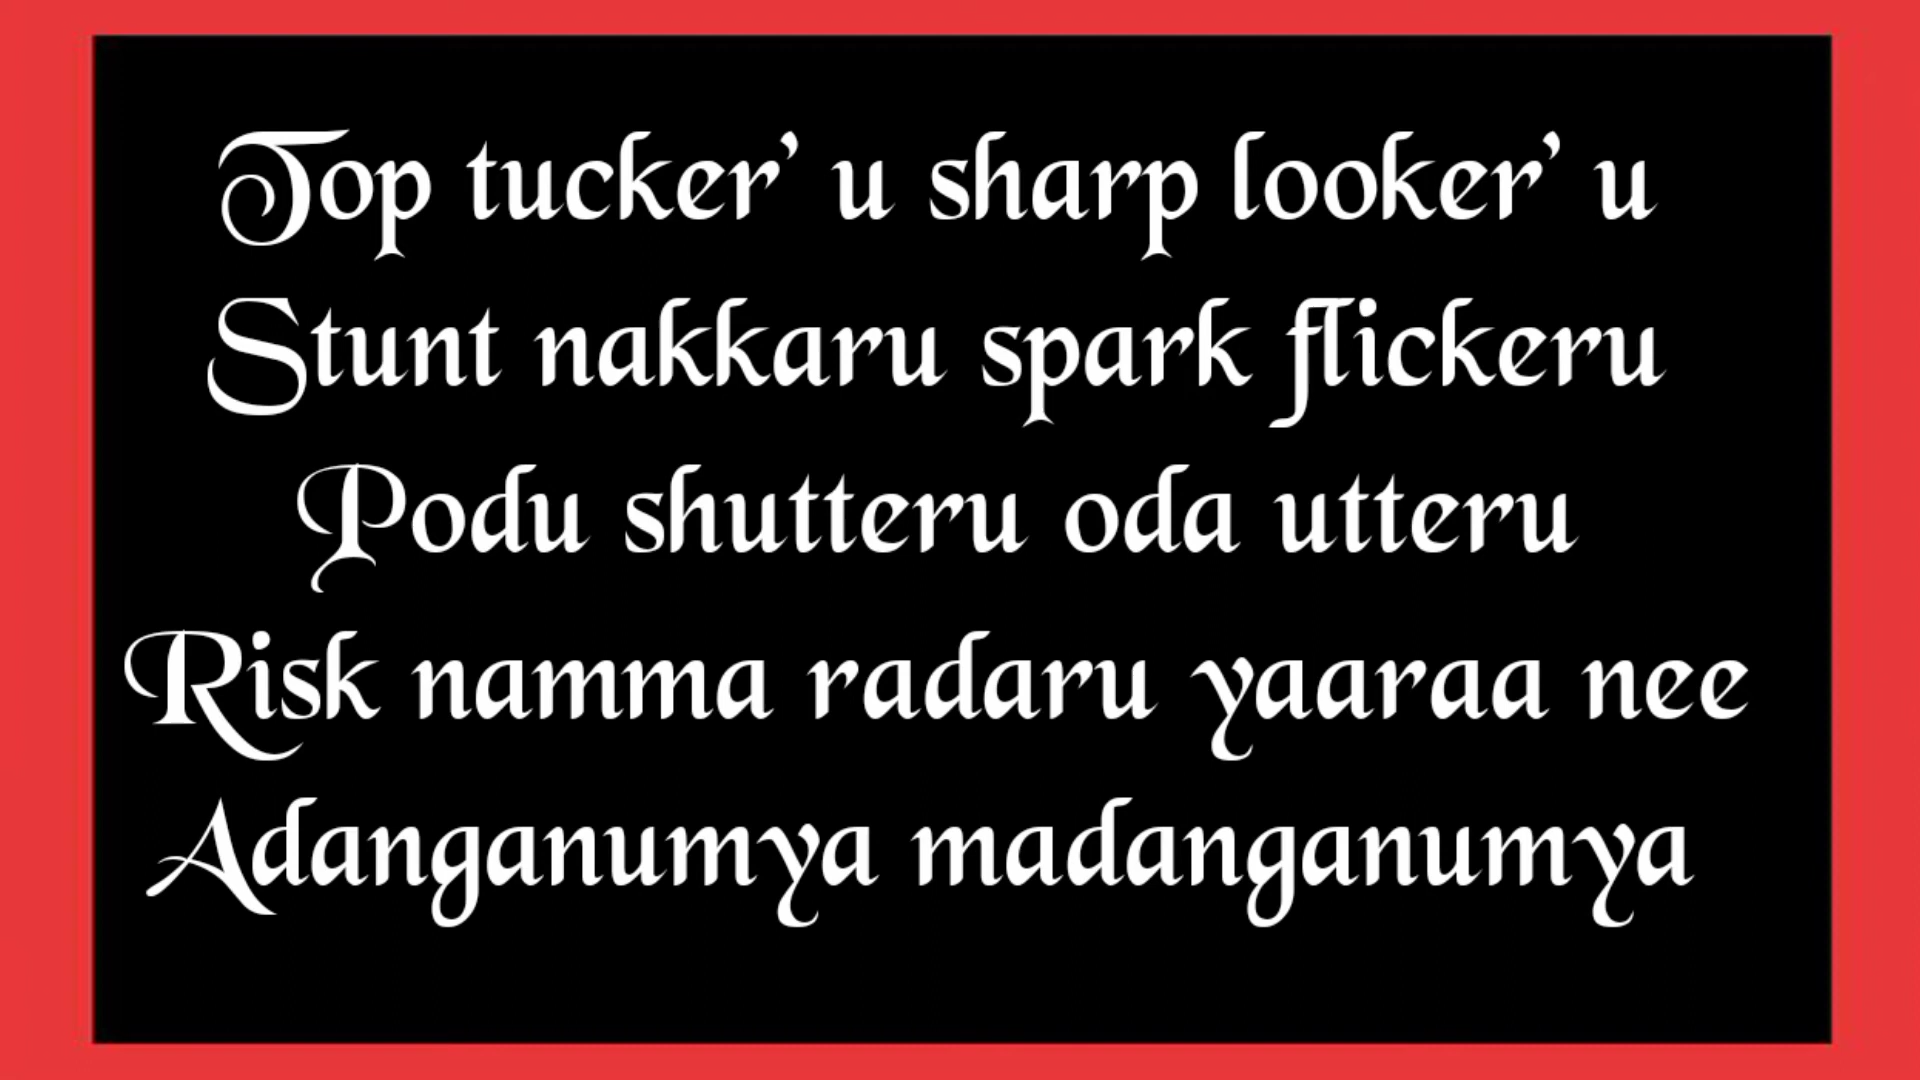 Top tucker’ u sharp looker’ u
Stunt nakkaru spark flickeru
Podu shutteru oda utteru
Risk namma radaru yaaraa nee
Adanganumya madanganumya